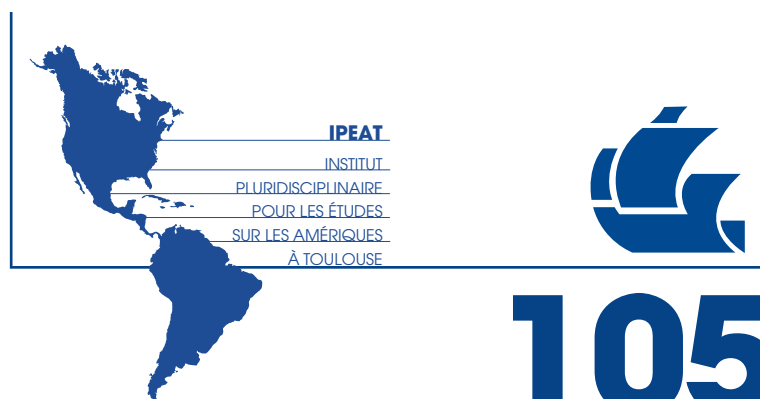 IPEAT
INSTITUT
PLURIDISCIPLINAIRE
POUR LES ÉTUDES
SUR LES AMÉRIQUES
À TOULOUSE
105